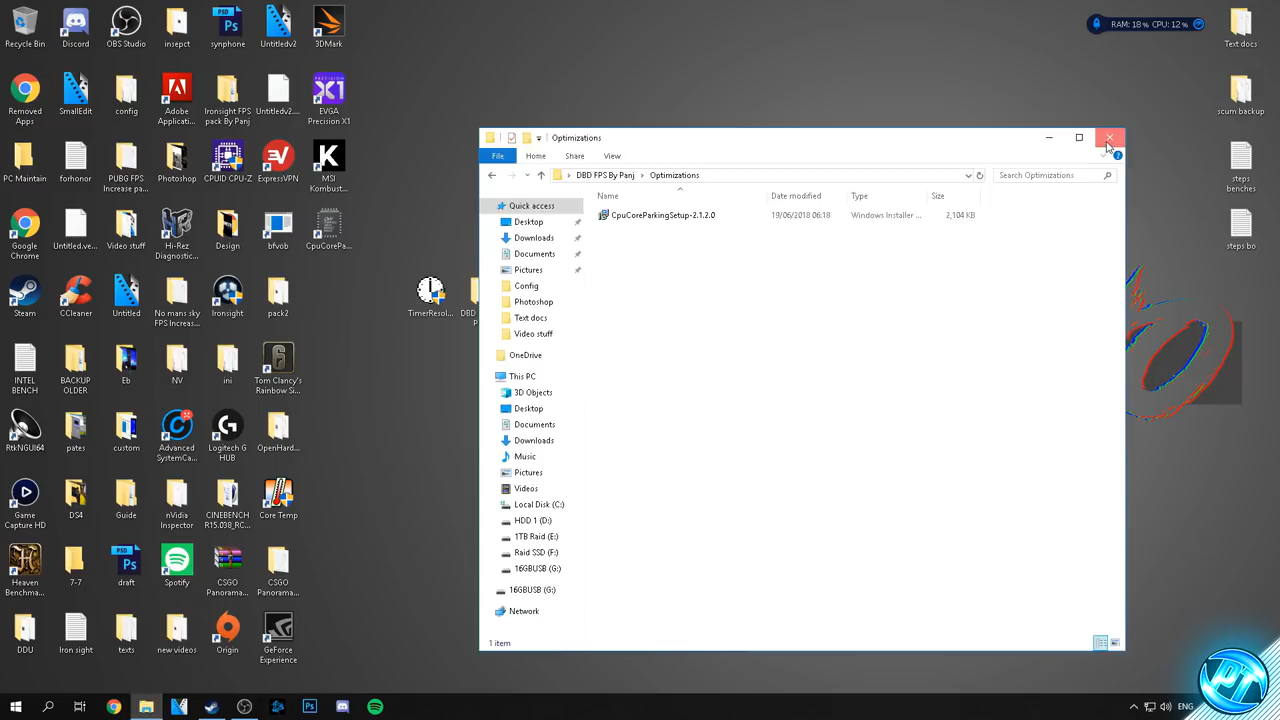 Recycle Bin
Discord
OBS Studio
insepct
synphone
Untitledv2
3DMark
RAM: 18% CPU: 12%
Text docs
Removed
Apps
SmallEdit
config
Adobe
Applicati...
Ironsight FPS
pack By Panj
Untitledv2....
EVGA
Precision X1
scum backup
PC Maintain
forhonor
PUBG FPS
Increase pa...
Photoshop
CPUID CPU-Z
ExpressVPN
MSI
Kombust...
steps
benches
Google
Chrome
Untitled.ve...
Video stuff
Hi-Rez
Diagnostic...
Design
bfvob
CpuCorePa...
steps bo
Steam
CCleaner
Untitled
No mans sky
FPS Increas...
Ironsight
pack2
TimerResol...
DBD
INTEL
BENCH
BACKUP
OLDER
Eb
NV
ini
Tom Clancy's
Rainbow Si...
RtkNGUI64
pates
custom
Advanced
SystemCa...
Logitech G
HUB
OpenHard...
Game
Capture HD
DS4
Guide
nVidia
Inspector
CINEBENCH
R15.038_RC...
Core Temp
Heaven
Benchma...
7-7
draft
Spotify
CSGO
Panorama...
CSGO
Panorama...
DDU
Iron sight
texts
new videos
Origin
GeForce
Experience
Optimizations
File
Home
Share
View
DBD FPS By Panj
Optimizations
Search Optimizations
Name
Date modified
Type
Size
CpuCoreParkingSetup-2.1.2.0
19/06/2018 06:18
Windows Installer ...
2,104 KB
Quick access
Desktop
Downloads
Documents
Pictures
Config
Photoshop
Text docs
Video stuff
OneDrive
This PC
3D Objects
Desktop
Documents
Downloads
Music
Pictures
Videos
Local Disk (C:)
HDD 1 (D:)
1TB Raid (E:)
Raid SSD (F:)
16GBUSB (G:)
16GBUSB (G:)
Network
1 item
ENG
PT